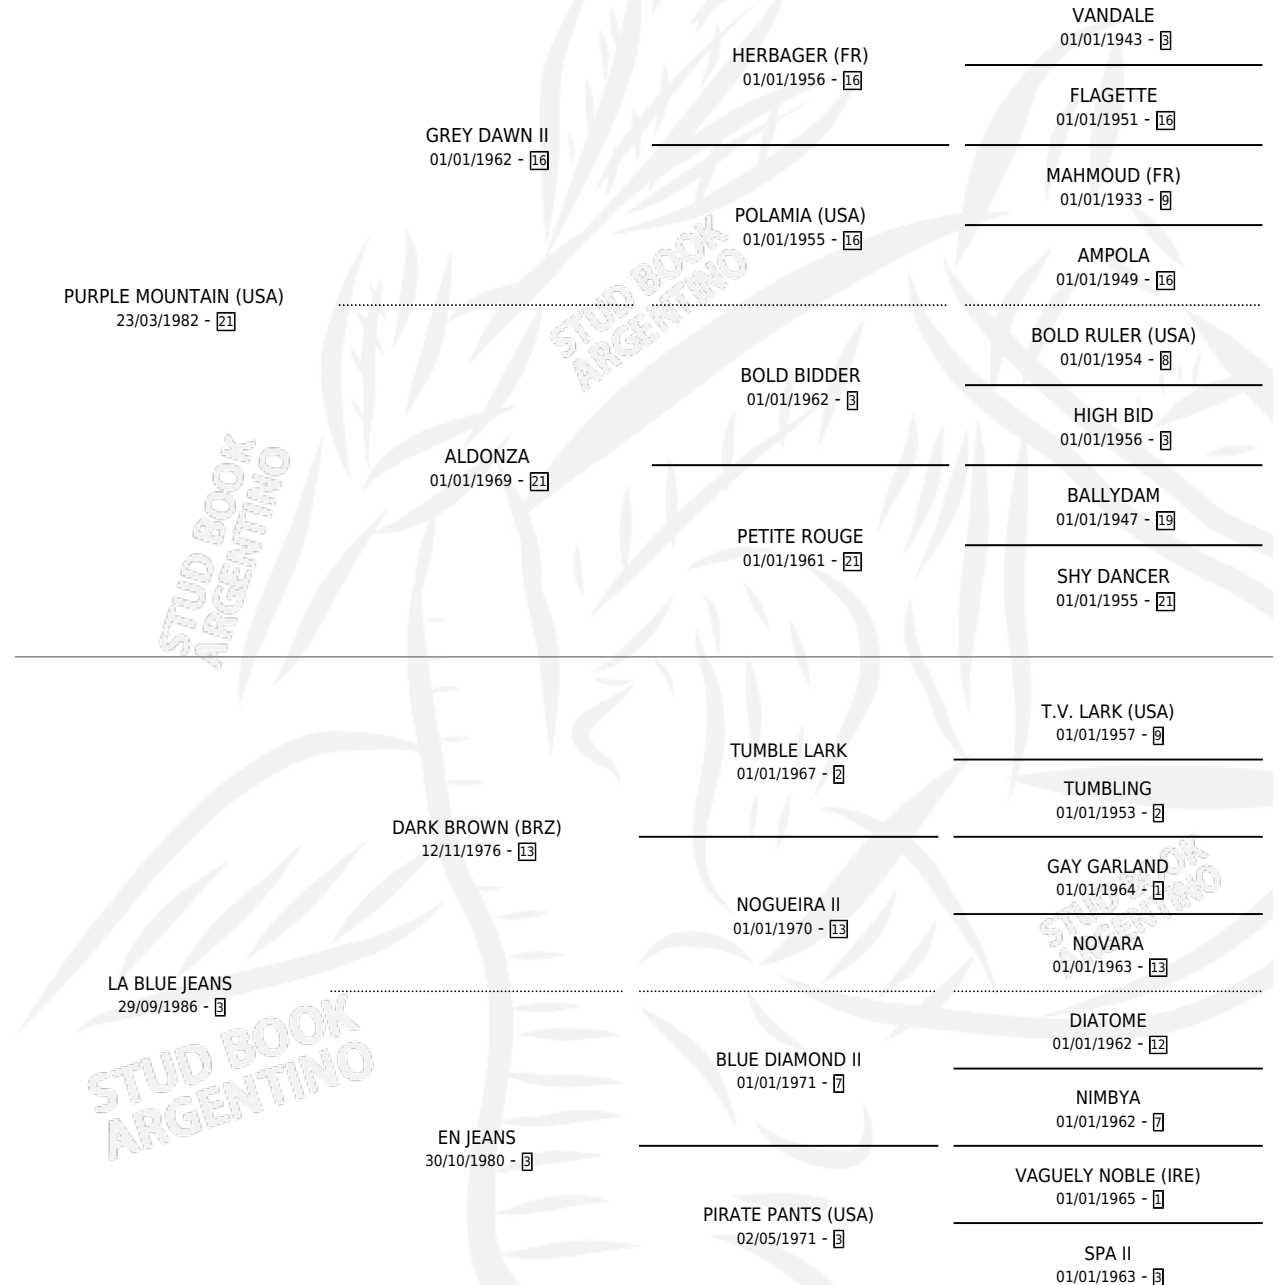 VANDALE
01/01/1943 - 3
HERBAGER (FR)
01/01/1956 - 16
FLAGETTE
01/01/1951 - 16
GREY DAWN II
01/01/1962 - 16
MAHMOUD (FR)
01/01/1933 - 9
POLAMIA (USA)
01/01/1955 - 16
AMPOLA
01/01/1949 - 16
PURPLE MOUNTAIN (USA)
23/03/1982 - 21
STUD BOOK
ARGENTINO
BOLD RULER (USA)
01/01/1954 - 8
BOLD BIDDER
01/01/1962 - 3
HIGH BID
01/01/1956 - 3
ALDONZA
01/01/1969 - 21
BALLYDAM
01/01/1947 - 19
PETITE ROUGE
01/01/1961 - 21
SHY DANCER
01/01/1955 - 21
STUD BOOK
ARGENTINO
T.V. LARK (USA)
01/01/1957 - 9
TUMBLE LARK
01/01/1967 - 2
TUMBLING
01/01/1953 - 2
DARK BROWN (BRZ)
12/11/1976 - 13
GAY GARLAND
01/01/1964 - 1
NOGUEIRA II
01/01/1970 - 13
STUD BOOK
ARGENTINO
NOVARA
01/01/1963 - 13
LA BLUE JEANS
29/09/1986 - 3
DIATOME
01/01/1962 - 12
BLUE DIAMOND II
01/01/1971 - 7
STUD BOOK
ARGENTINO
NIMBYA
01/01/1962 - 7
EN JEANS
30/10/1980 - 3
VAGUELY NOBLE (IRE)
01/01/1965 - 1
PIRATE PANTS (USA)
02/05/1971 - 3
SPA II
01/01/1963 - 3